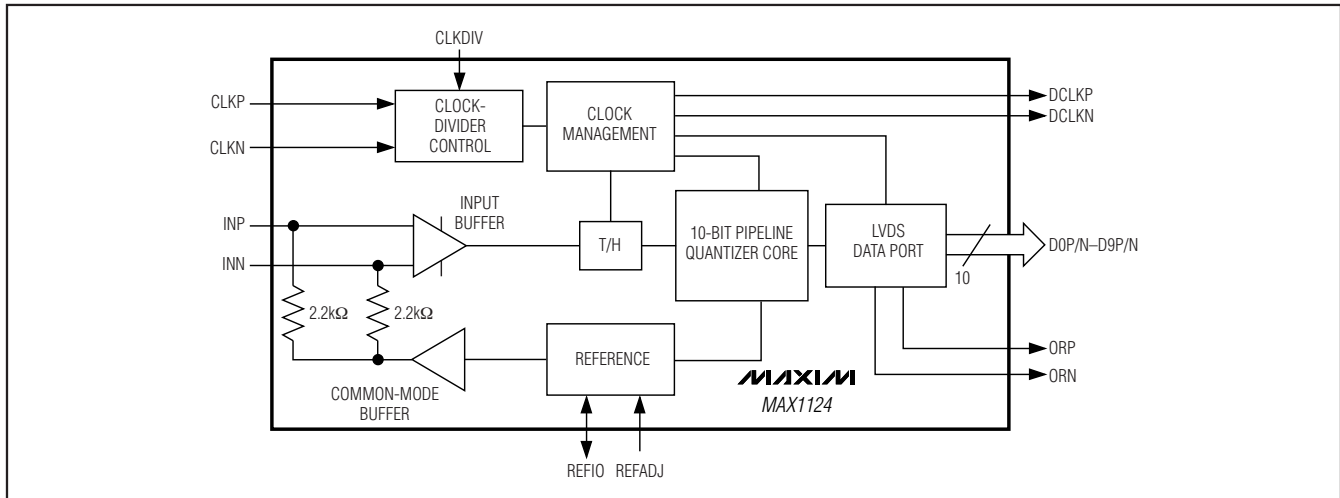 CLKDIV
CLKP
CLKN
CLOCK-
DIVIDER
CONTROL
CLOCK
MANAGEMENT
DCLKP
DCLKN
INP
INN
INPUT
BUFFER
T/H
10-BIT PIPELINE
QUANTIZER CORE
LVDS
DATA PORT
10
D0P/N–D9P/N
2.2kΩ
2.2kΩ
COMMON-MODE
BUFFER
REFERENCE
MAXIM
MAX1124
ORP
ORN
REFIO
REFADJ